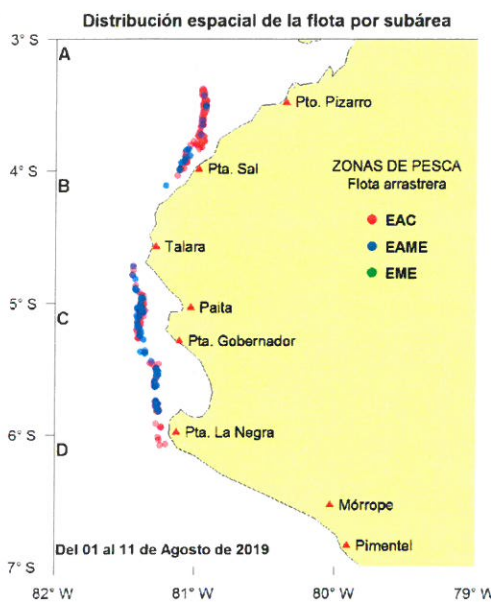 Distribución espacial de la flota por subárea
3° S
A
Pto. Pizarro
4° S
Pta. Sal
B
ZONAS DE PESCA
Flota arrastrera
EAC
EAME
EME
Talara
5° S
C
Paita
Pta. Gobernador
6° S
D
Pta. La Negra
Mórrope
Pimentel
Del 01 al 11 de Agosto de 2019
7° S
82° W
81° W
80° W
79° W